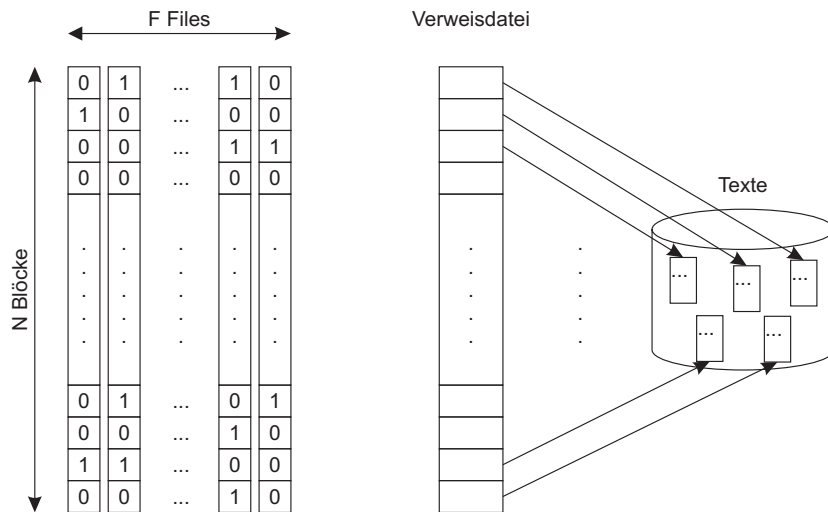 F Files Verweisdatei
0 1 ... 1 0
1 0 ... 0 0
0 0 ... 1 1
0 0 ... 0 0
Texte
. . . . . .
. . . . . .
. . . . . .
. . . . . .
. . . . . .
... ... ...
... ...
N Blöcke
0 1 ... 0 1
0 0 ... 1 0
1 1 ... 0 0
0 0 ... 1 0